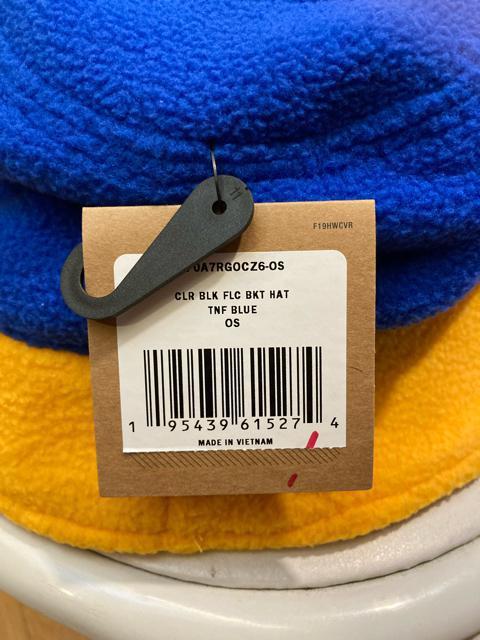 F19HWCVR
0A7RGOCZ6-OS
CLR BLK FLC BKT HAT
TNF BLUE
OS
1 95439 61527 4
MADE IN VIETNAM